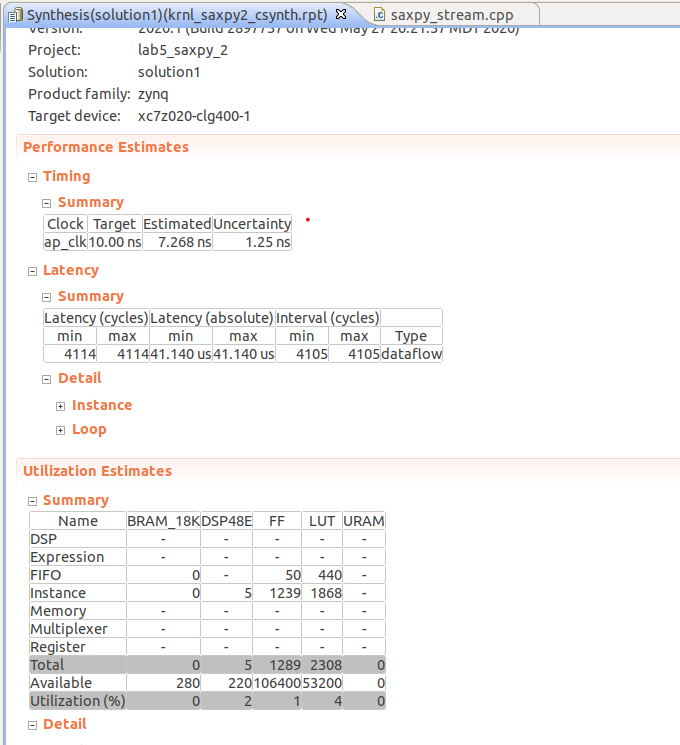 Synthesis(solution1)(krnl_saxpy2_csynth.rpt) saxpy_stream.cpp
Version: 2020.1 (Build 2897737 on Wed May 27 20:21:37 MDT 2020)
Project: lab5_saxpy_2
Solution: solution1
Product family: zynq
Target device: xc7z020-clg400-1
Performance Estimates
Timing
Summary
Clock Target Estimated Uncertainty
ap_clk 10.00 ns 7.268 ns 1.25 ns
Latency
Summary
Latency (cycles) Latency (absolute) Interval (cycles)
min max min max min max Type
4114 4114 41.140 us 41.140 us 4105 4105 dataflow
Detail
Instance
Loop
Utilization Estimates
Summary
Name BRAM_18K DSP48E FF LUT URAM
DSP - - - - -
Expression - - - - -
FIFO 0 - 50 440 -
Instance 0 5 1239 1868 -
Memory - - - - -
Multiplexer - - - - -
Register - - - - -
Total 0 5 1289 2308 0
Available 280 220 106400 53200 0
Utilization (%) 0 2 1 4 0
Detail